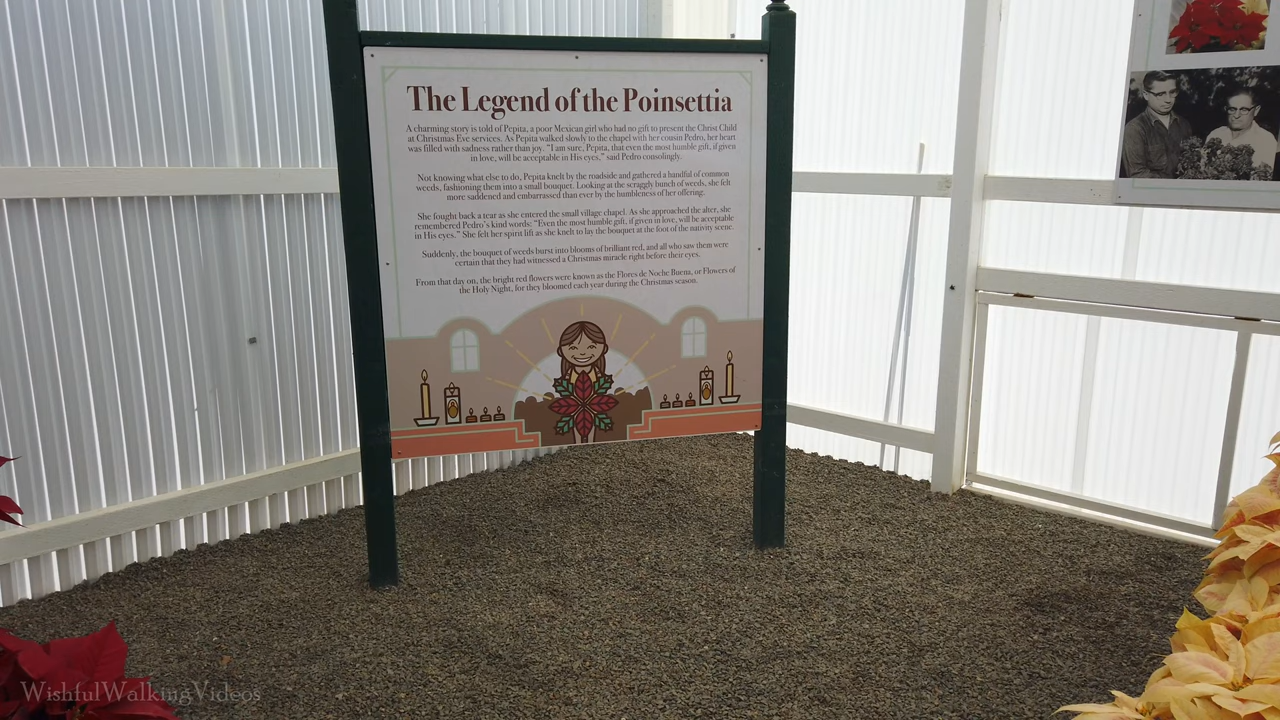 The Legend of the Poinsettia
A charming story is told of Pepita, a poor Mexican girl who had no gift to present the Christ Child
at Christmas Eve services. As Pepita walked slowly to the chapel with her cousin Pedro, her heart
was filled with sadness rather than joy. "I am sure, Pepita, that even the most humble gift, if given
in love, will be acceptable in His eyes," said Pedro consolingly.
Not knowing what else to do, Pepita knelt by the roadside and gathered a handful of common
weeds, fashioning them into a small bouquet. Looking at the scraggly bunch of weeds, she felt
more saddened and embarrassed than ever by the humbleness of her offering.
She fought back a tear as she entered the small village chapel. As she approached the alter, she
remembered Pedro's kind words: "Even the most humble gift, if given in love, will be acceptable
in His eyes." She felt her spirit lift as she knelt to lay the bouquet at the foot of the nativity scene.
Suddenly, the bouquet of weeds burst into blooms of brilliant red, and all who saw them were
certain that they had witnessed a Christmas miracle right before their eyes.
From that day on, the bright red flowers were known as the Flores de Noche Buena, or Flowers of
the Holy Night, for they bloomed each year during the Christmas season.
WishfulWalkingVideos